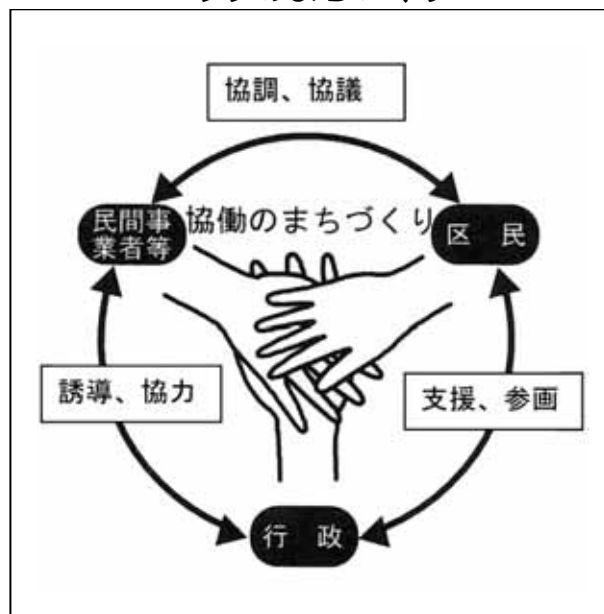 協調、協議
民間事
業者等
協働のまちづくり
区 民
誘導、協力
支援、参画
行 政